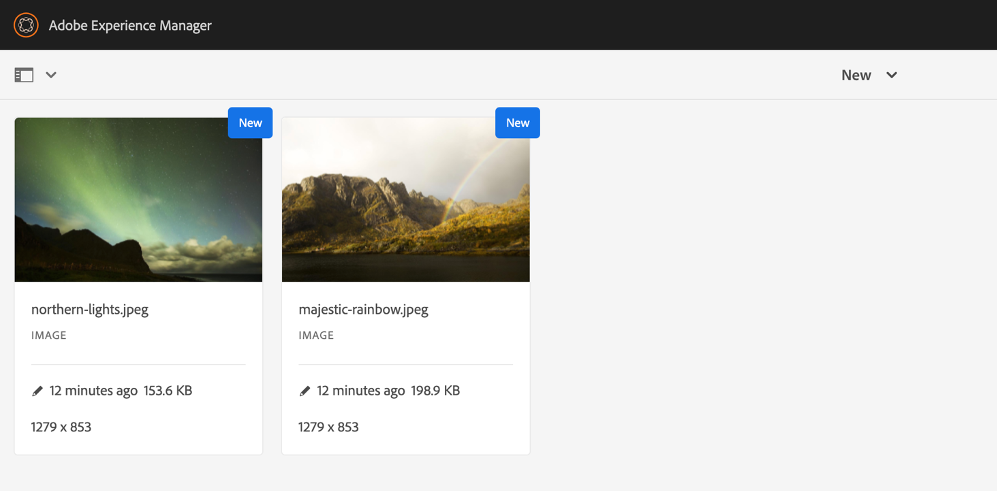 Adobe Experience Manager
New
New
New
northern-lights.jpeg
IMAGE
12 minutes ago 153.6 KB
1279 x 853
majestic-rainbow.jpeg
IMAGE
12 minutes ago 198.9 KB
1279 x 853